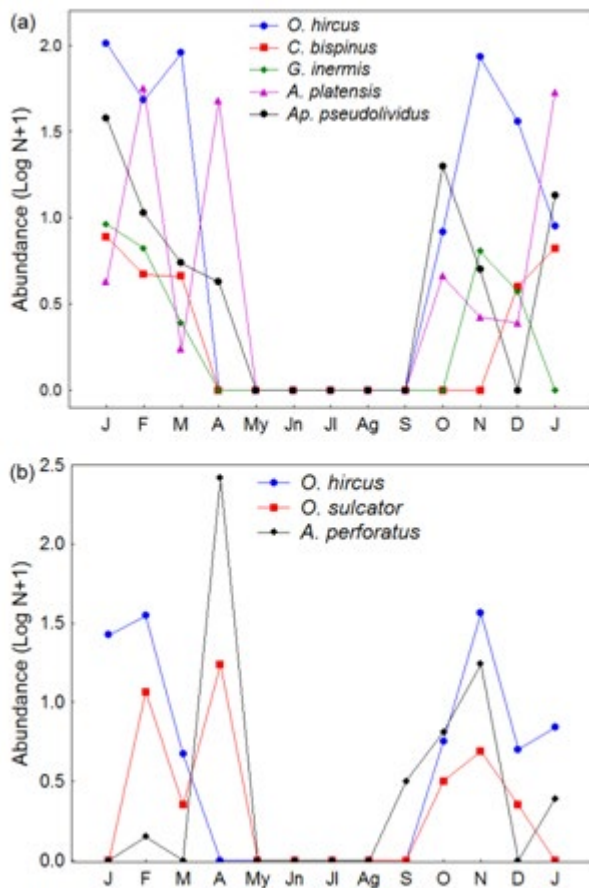 (a)
O. hircus
C. bispinus
G. inermis
A. platensis
Ap. pseudolividus
Abundance (Log N+1)
2.0
1.5
1.0
0.5
0.0
J F M A My Jn Jl Ag S O N D J
(b)
O. hircus
O. sulcator
A. perforatus
Abundance (Log N+1)
2.5
2.0
1.5
1.0
0.5
0.0
J F M A My Jn Jl Ag S O N D J